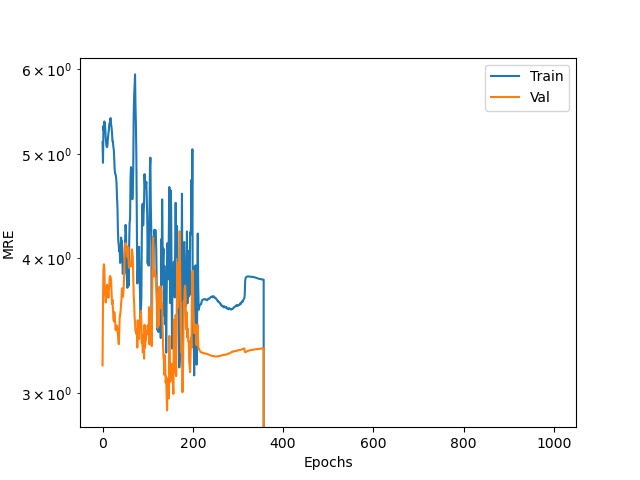 6 × 10⁰
5 × 10⁰
4 × 10⁰
3 × 10⁰
MRE
0 200 400 600 800 1000
Epochs
Train
Val